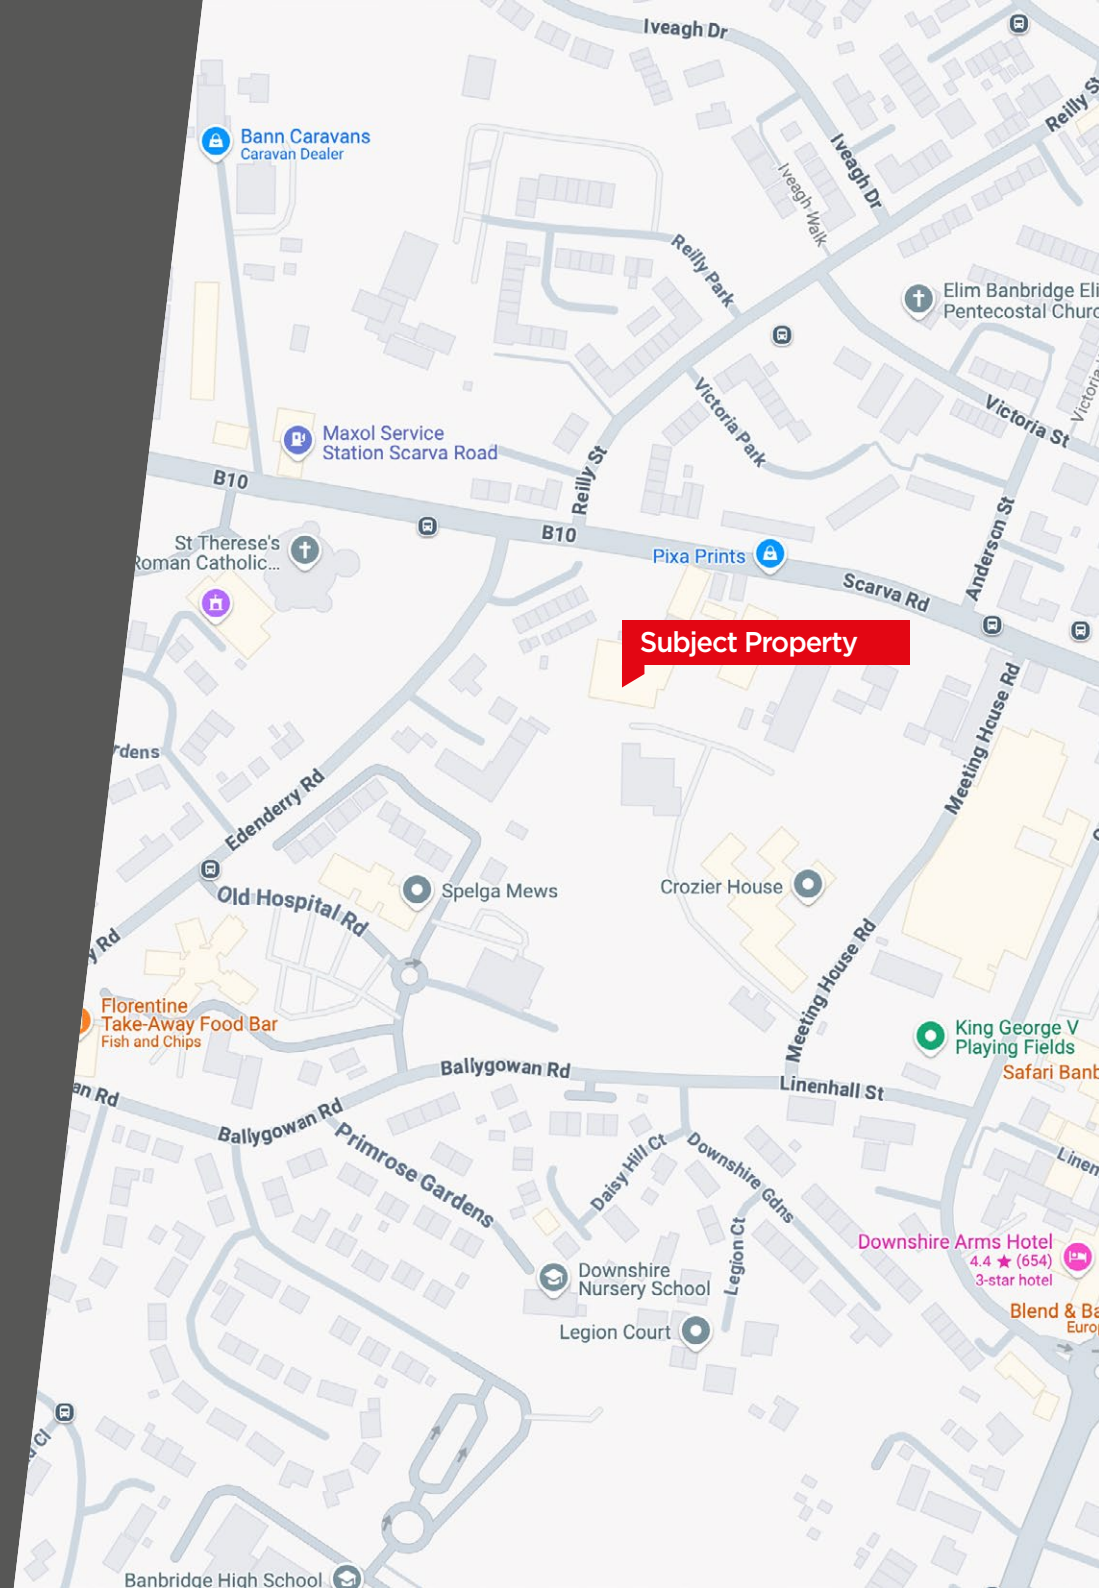 Iveagh Dr
Reilly St
Bann Caravans
Caravan Dealer
Iveagh Dr
Iveagh Walk
Reilly Park
Elim Banbridge Eli
Pentecostal Churc
Victoria
Victoria Park
Victoria St
Maxol Service
Station Scarva Road
B10
Reilly St
B10
Anderson St
St Therese's
Roman Catholic...
Pixa Prints
Scarva Rd
Subject Property
Meeting House Rd
rdens
Edenderry Rd
Spelga Mews
Crozier House
Old Hospital Rd
y Rd
Meeting House Rd
Florentine
Take-Away Food Bar
Fish and Chips
King George V
Playing Fields
Safari Banb
Ballygowan Rd
Linenhall St
an Rd
Ballygowan Rd
Primrose Gardens
Daisy Hill Ct
Downshire Gdns
Linen
Legion Ct
Downshire Arms Hotel
4.4 ★ (654)
3-star hotel
Downshire
Nursery School
Blend & Ba
Europ
Legion Court
Cl
Banbridge High School